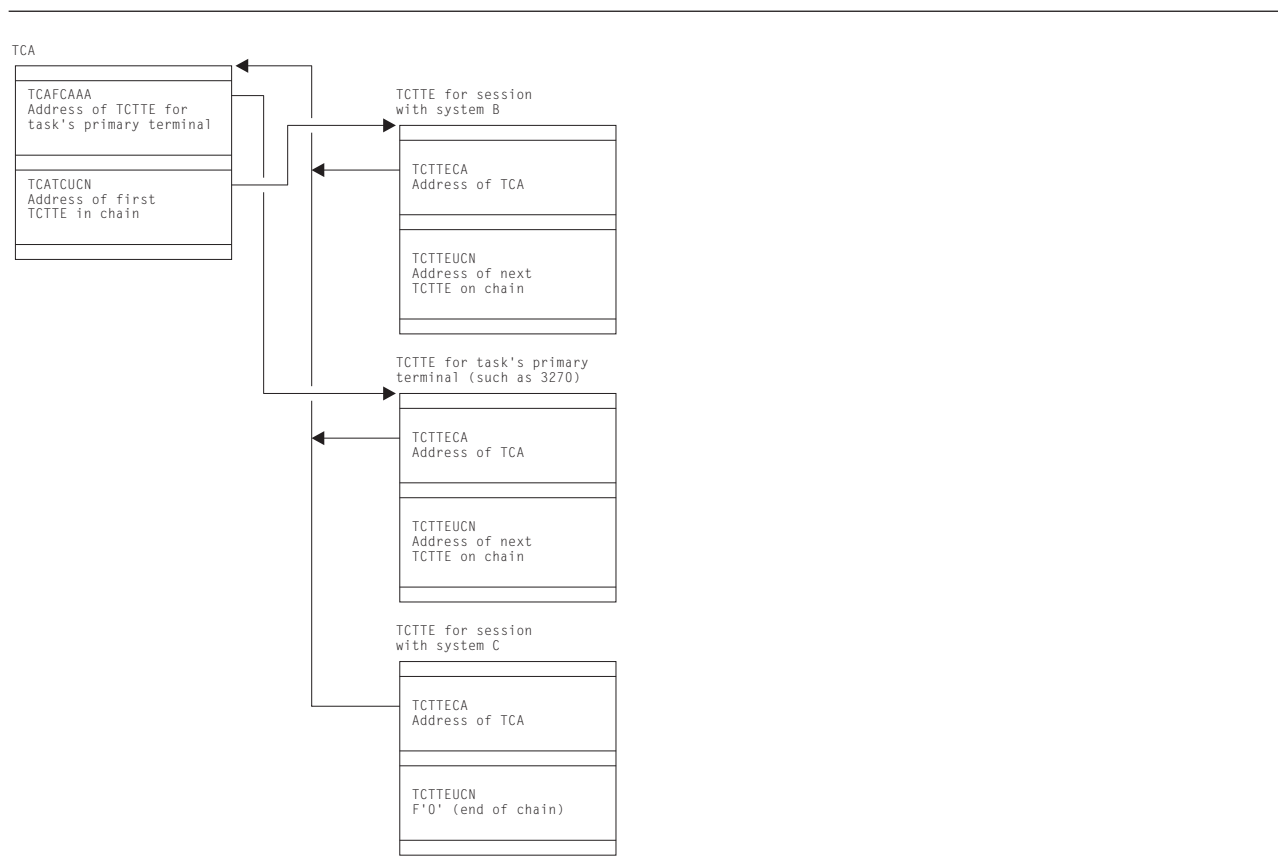 TCA
TCAFCAAA
Address of TCTTE for
task's primary terminal
TCATCUCN
Address of first
TCTTE in chain
TCTTE for session
with system B
TCTTECA
Address of TCA
TCTTEUCN
Address of next
TCTTE on chain
TCTTE for task's primary
terminal (such as 3270)
TCTTECA
Address of TCA
TCTTEUCN
Address of next
TCTTE on chain
TCTTE for session
with system C
TCTTECA
Address of TCA
TCTTEUCN
F'0' (end of chain)